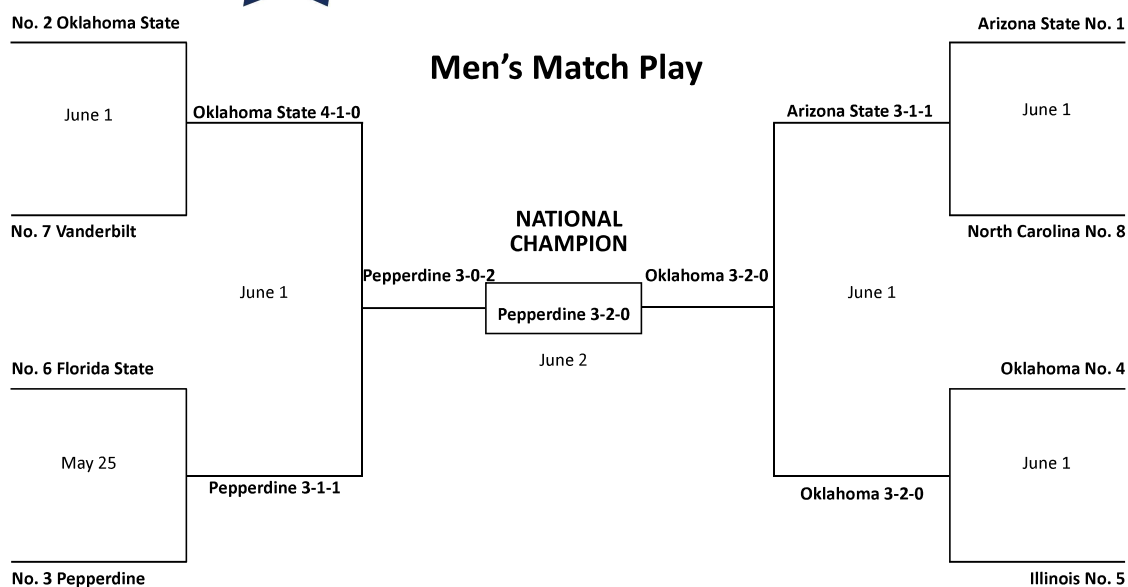 No. 2 Oklahoma State
Arizona State No. 1
Men's Match Play
June 1
Oklahoma State 4-1-0
Arizona State 3-1-1
June 1
No. 7 Vanderbilt
NATIONAL
CHAMPION
North Carolina No. 8
June 1
Pepperdine 3-0-2
Oklahoma 3-2-0
June 1
Pepperdine 3-2-0
June 2
No. 6 Florida State
Oklahoma No. 4
May 25
June 1
Pepperdine 3-1-1
Oklahoma 3-2-0
No. 3 Pepperdine
Illinois No. 5